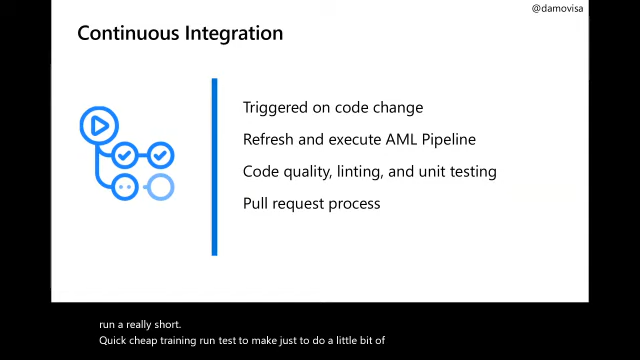 @damovisa
Continuous Integration
Triggered on code change
Refresh and execute AML Pipeline
Code quality, linting, and unit testing
Pull request process
run a really short.
Quick cheap training run test to make just to do a little bit of